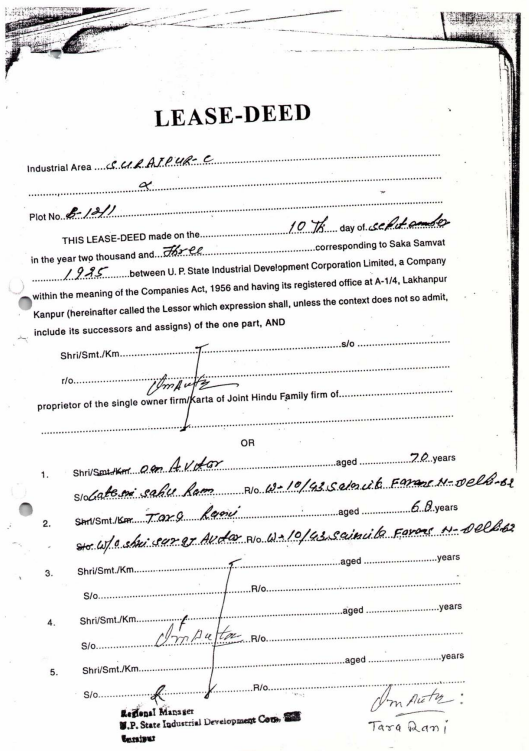 LEASE-DEED
Industrial Area ....SURAJPUR-C
Plot No. B-12/1
THIS LEASE-DEED made on the 10 Th day of September
in the year two thousand and three corresponding to Saka Samvat
1925 between U. P. State Industrial Development Corporation Limited, a Company
within the meaning of the Companies Act, 1956 and having its registered office at A-1/4, Lakhanpur
Kanpur (hereinafter called the Lessor which expression shall, unless the context does not so admit,
include its successors and assigns) of the one part, AND
Shri/Smt./Km. s/o
r/o
Om Autar
proprietor of the single owner firm/Karta of Joint Hindu Family firm of
OR
1. Shri/Smt./Km. Om Avtar aged 70 years
S/o Late Sahu Ram R/o W-10/43 Farms N-Delhi-62
2. Shri/Smt./Km. Tara Rani aged 68 years
S/o. W/o Shri Avtar R/o W-10/43 Farms N-Delhi-62
3. Shri/Smt./Km. aged years
S/o. R/o.
4. Shri/Smt./Km. aged years
S/o. Om Autar R/o.
5. Shri/Smt./Km. aged years
S/o. R/o.
Regional Manager
U.P. State Industrial Development Corp.
Surajpur
Om Autar
Tara Rani